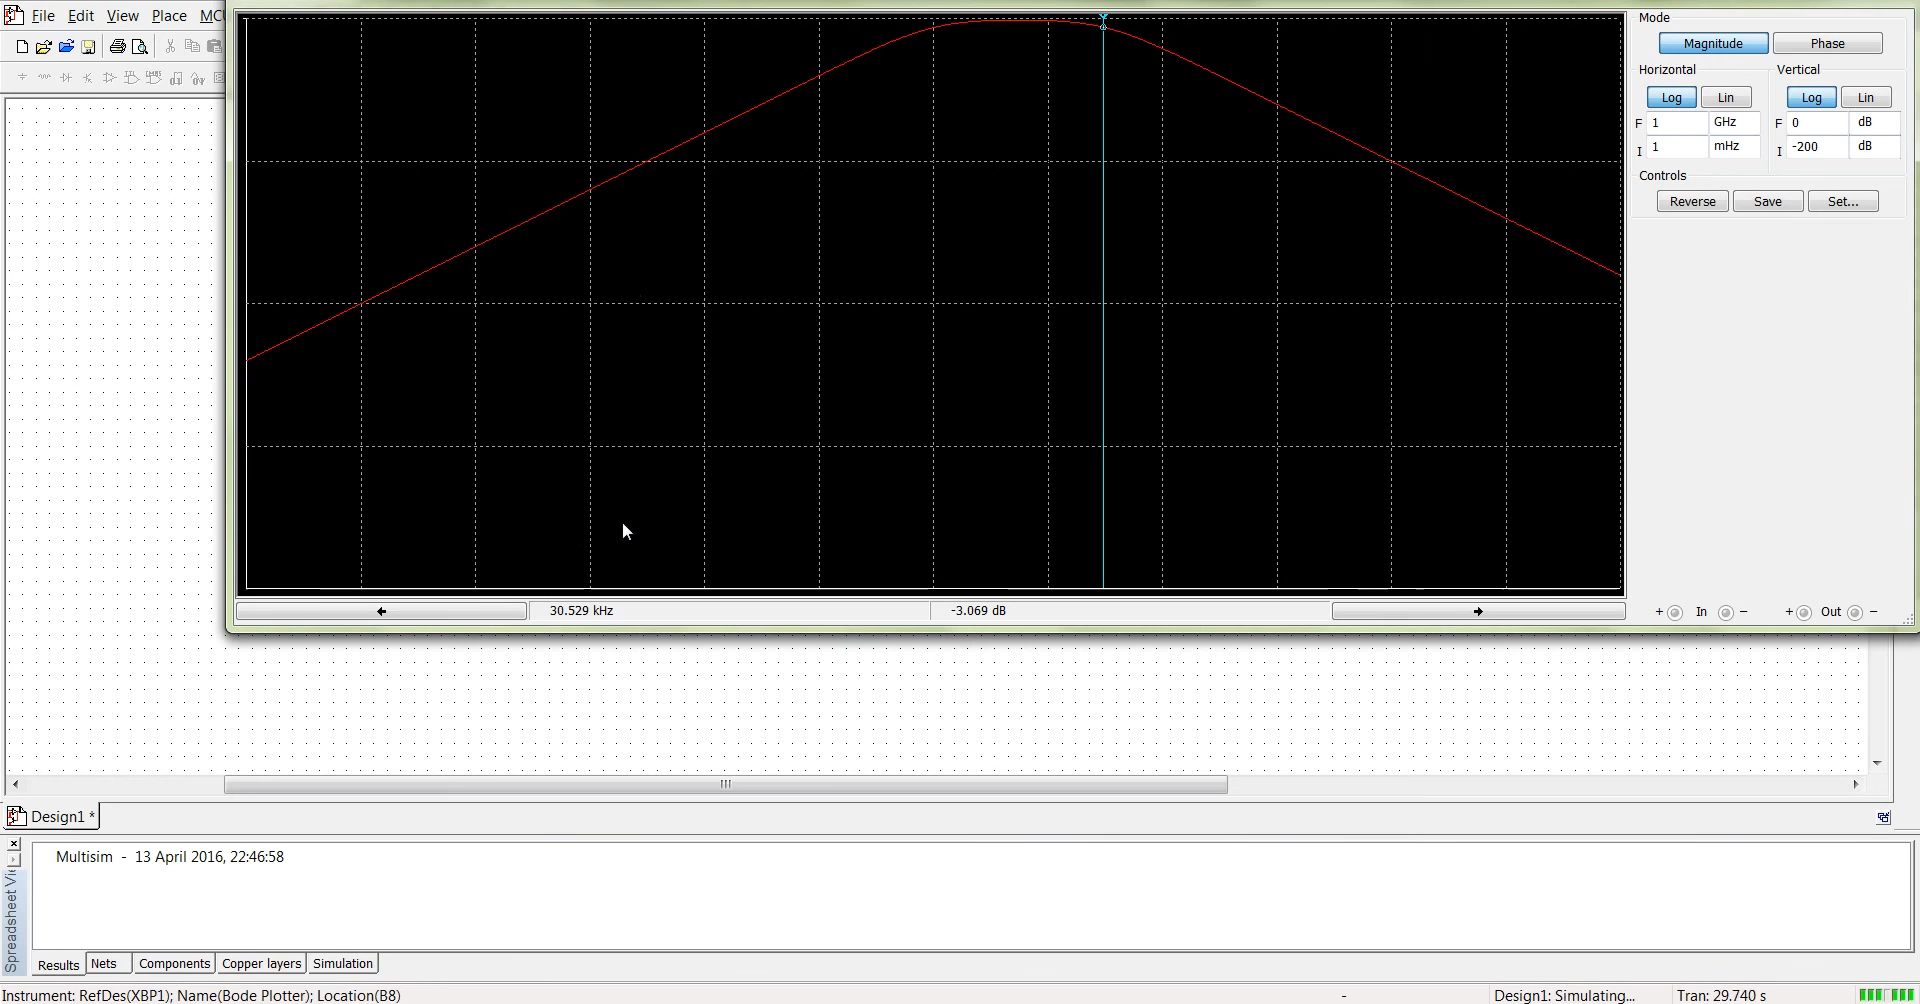 File Edit View Place MCU
Mode
Magnitude Phase
Horizontal Vertical
Log Lin Log Lin
F 1 GHz F 0 dB
I 1 mHz I -200 dB
Controls
Reverse Save Set...
30.529 kHz -3.069 dB + In − + Out −
Design1 *
Multisim - 13 April 2016, 22:46:58
Results Nets Components Copper layers Simulation
Instrument: RefDes(XBP1); Name(Bode Plotter); Location(B8) - Design1: Simulating... Tran: 29.740 s